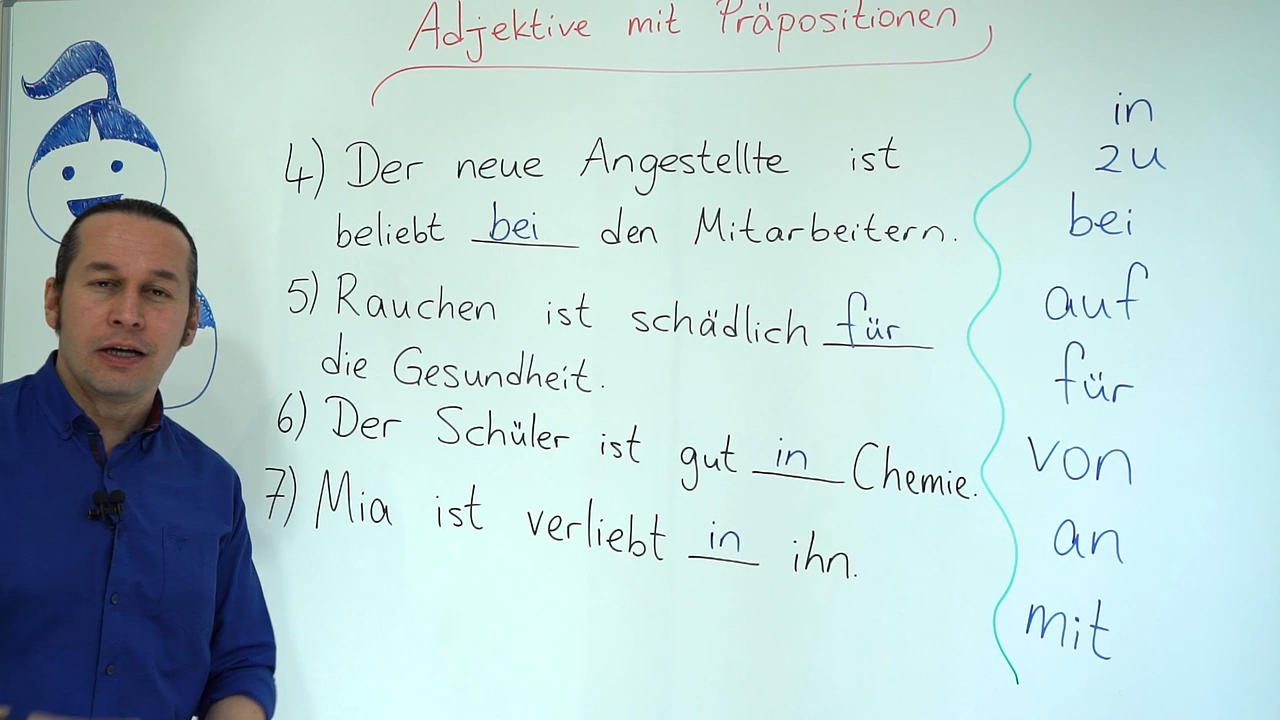 Adjektive mit Präpositionen
4) Der neue Angestellte ist
beliebt bei den Mitarbeitern.
5) Rauchen ist schädlich für
die Gesundheit.
6) Der Schüler ist gut in Chemie.
7) Mia ist verliebt in ihn.
in
zu
bei
auf
für
von
an
mit